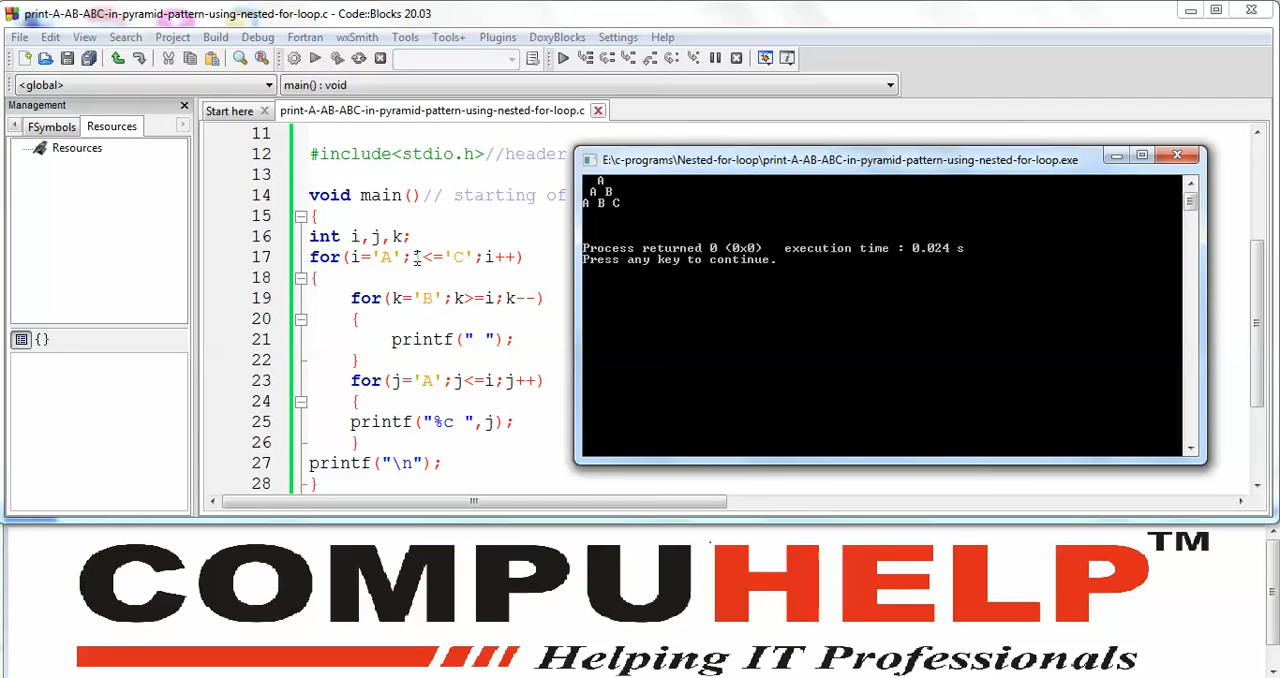 print-A-AB-ABC-in-pyramid-pattern-using-nested-for-loop.c - Code::Blocks 20.03
File Edit View Search Project Build Debug Fortran wxSmith Tools Tools+ Plugins DoxyBlocks Settings Help
<global> main() : void
Management
Start here print-A-AB-ABC-in-pyramid-pattern-using-nested-for-loop.c
FSymbols Resources
Resources
{}
11
12 #include<stdio.h>//header
13
14 void main()// starting of
15 {
16 int i,j,k;
17 for(i='A';i<='C';i++)
18 {
19 for(k='B';k>=i;k--)
20 {
21 printf(" ");
22 }
23 for(j='A';j<=i;j++)
24 {
25 printf("%c ",j);
26 }
27 printf("\n");
28 }
E:\c-programs\Nested-for-loop\print-A-AB-ABC-in-pyramid-pattern-using-nested-for-loop.exe
A
A B
A B C
Process returned 0 (0x0) execution time : 0.024 s
Press any key to continue.
COMPUHELP TM
Helping IT Professionals